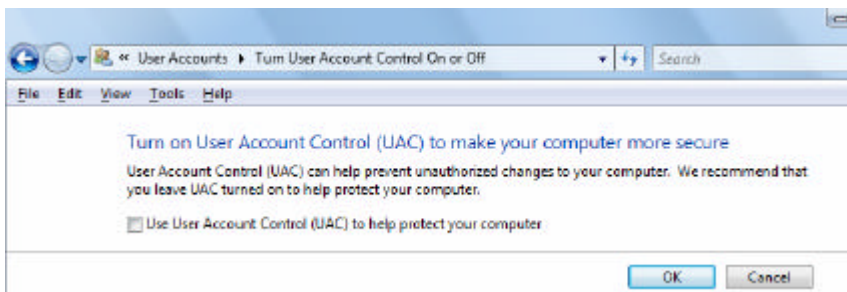 « User Accounts ▸ Turn User Account Control On or Off Search
File Edit View Tools Help
Turn on User Account Control (UAC) to make your computer more secure
User Account Control (UAC) can help prevent unauthorized changes to your computer. We recommend that
you leave UAC turned on to help protect your computer.
Use User Account Control (UAC) to help protect your computer
OK Cancel